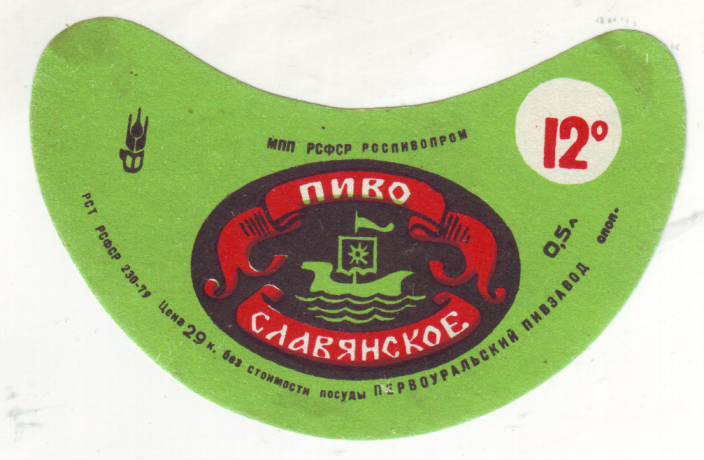 МПП РСФСР РОСПИВОПРОМ
12°
ПИВО
СЛАВЯНСКОЕ
0,5 л
РСТ РСФСР 230-79 Цена 29 к. без стоимости посуды ПЕРВОУРАЛЬСКИЙ ПИВЗАВОД